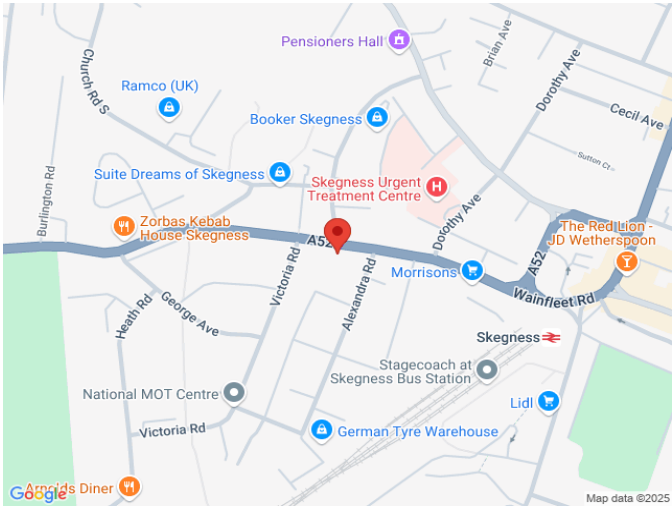 Pensioners Hall
Brian Ave
Dorothy Ave
Church Rd S
Ramco (UK)
Booker Skegness
Cecil Ave
Sutton Ct
Suite Dreams of Skegness
Skegness Urgent
Treatment Centre
Burlington Rd
Dorothy Ave
Zorbas Kebab
House Skegness
The Red Lion -
JD Wetherspoon
A52
A52
Victoria Rd
Alexandra Rd
Morrisons
Wainfleet Rd
Heath Rd
George Ave
Skegness
Stagecoach at
Skegness Bus Station
National MOT Centre
Lidl
Victoria Rd
German Tyre Warehouse
Arnolds Diner
Google
Map data ©2025